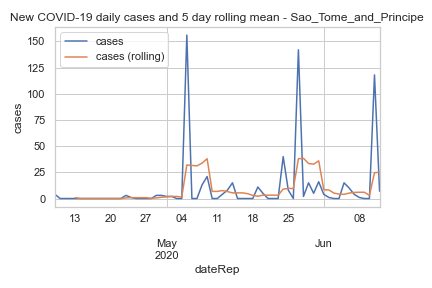 New COVID-19 daily cases and 5 day rolling mean - Sao_Tome_and_Principe
cases
cases (rolling)
cases
150
125
100
75
50
25
0
13 20 27 04 11 18 25 08
May Jun
2020
dateRep